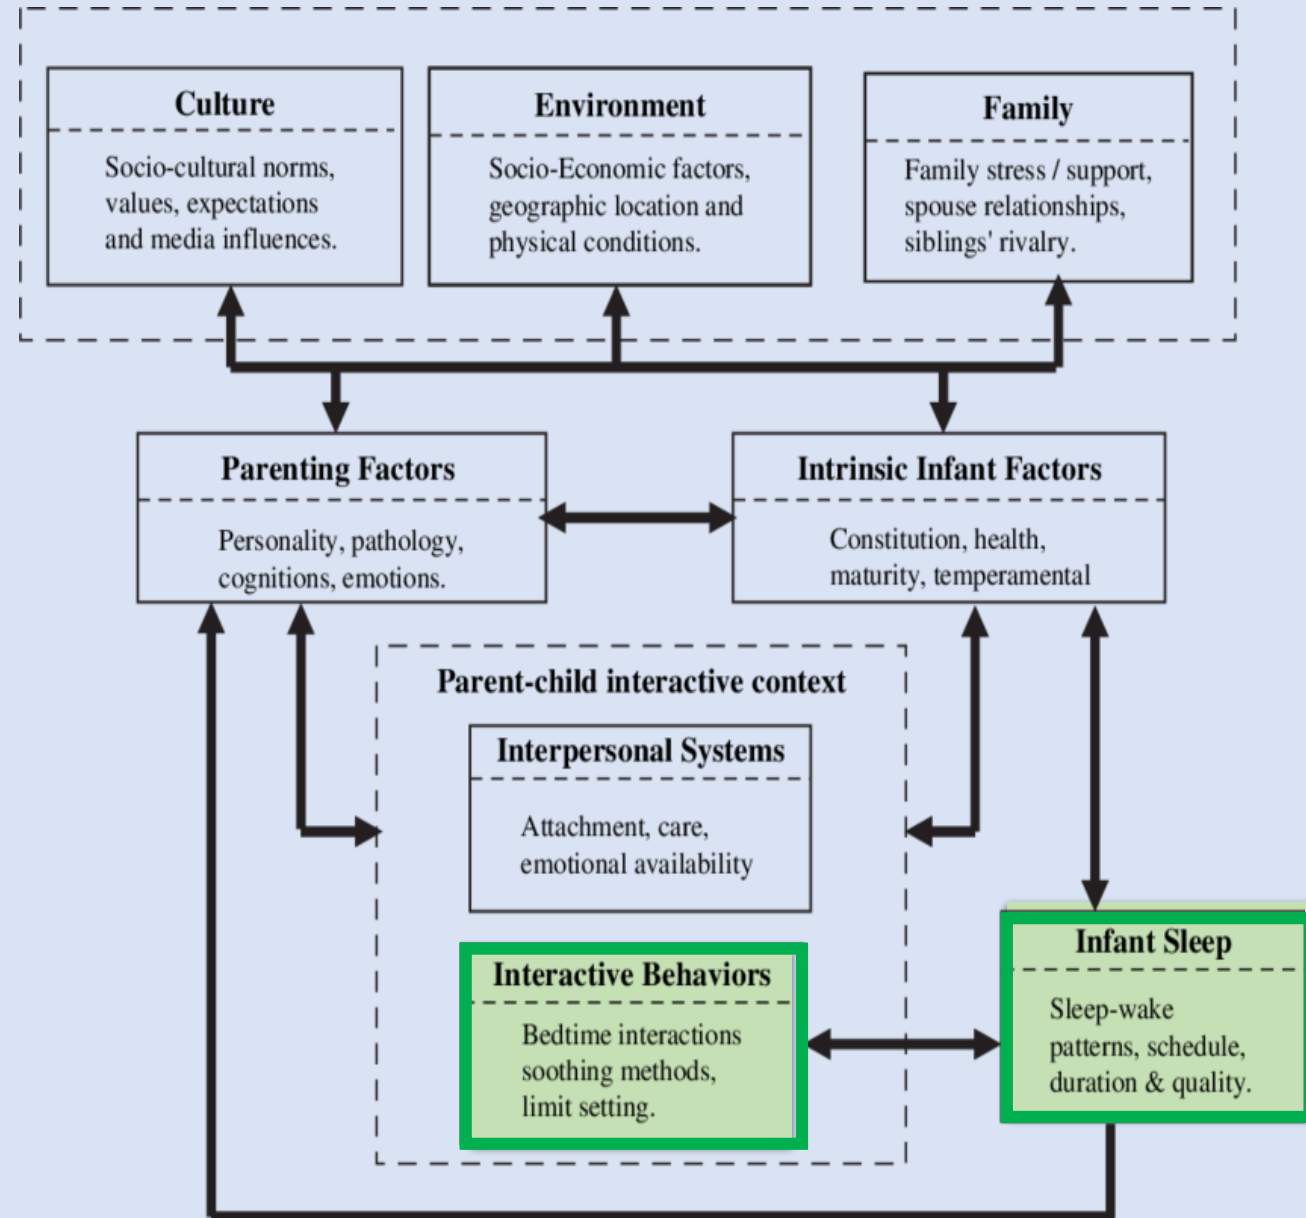 Culture
Socio-cultural norms,
values, expectations
and media influences.
Environment
Socio-Economic factors,
geographic location and
physical conditions.
Family
Family stress / support,
spouse relationships,
siblings' rivalry.
Parenting Factors
Personality, pathology,
cognitions, emotions.
Intrinsic Infant Factors
Constitution, health,
maturity, temperamental
Parent-child interactive context
Interpersonal Systems
Attachment, care,
emotional availability
Interactive Behaviors
Bedtime interactions
soothing methods,
limit setting.
Infant Sleep
Sleep-wake
patterns, schedule,
duration & quality.